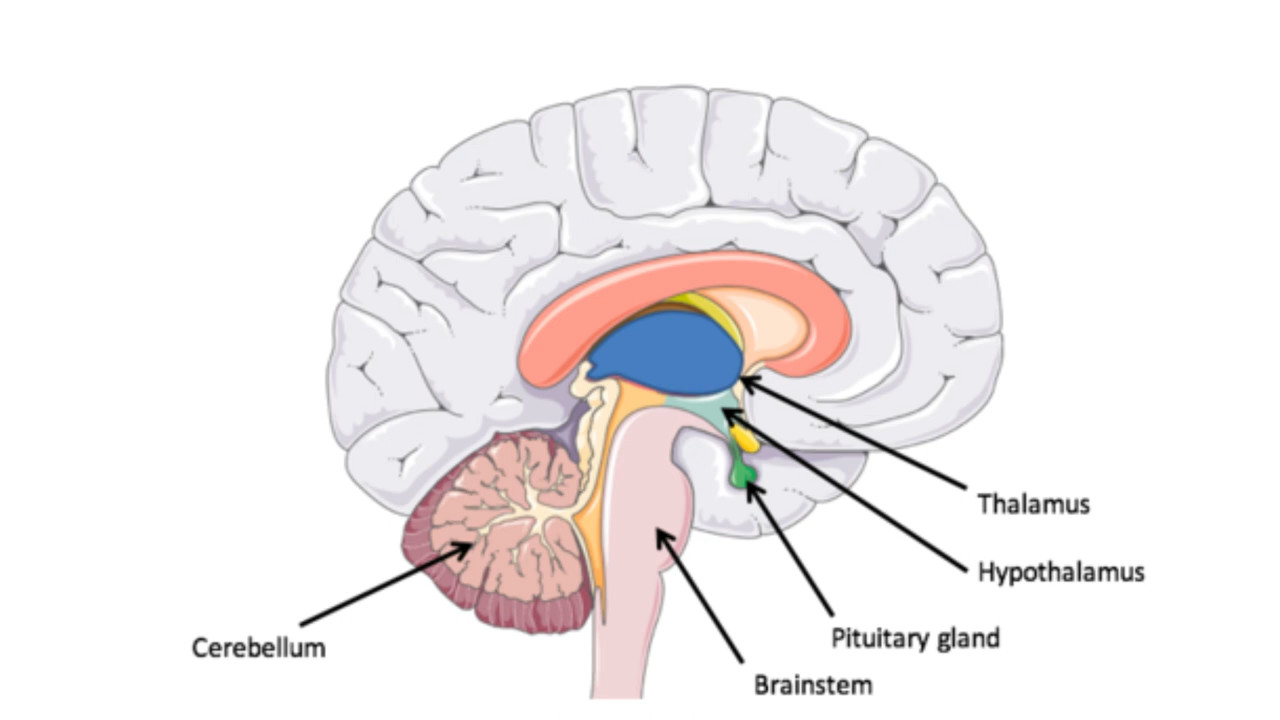 Thalamus
Hypothalamus
Pituitary gland
Cerebellum
Brainstem